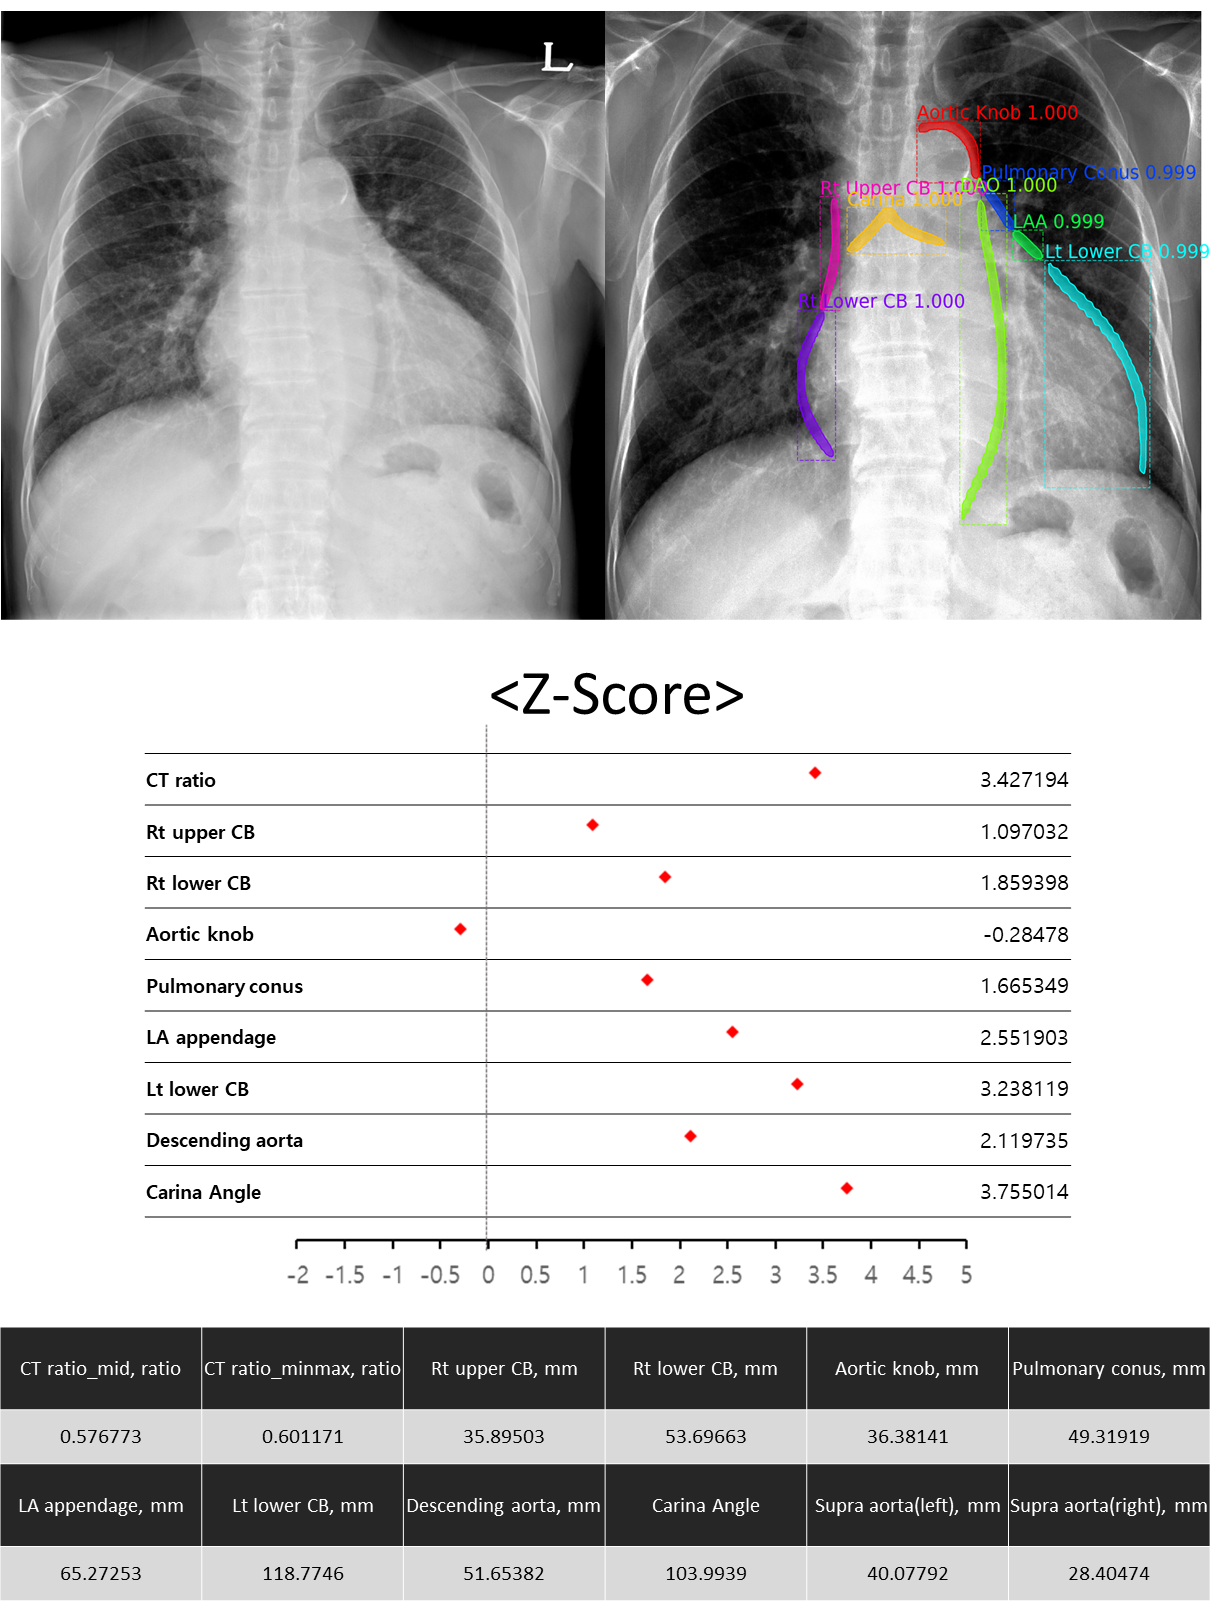 L
Aortic Knob 1.000
Pulmonary Conus 0.999
Rt Upper CB 1.00
DAO 1.000
Carina 1.000
LAA 0.999
Lt Lower CB 0.999
Rt Lower CB 1.000
<Z-Score>
CT ratio 3.427194
Rt upper CB 1.097032
Rt lower CB 1.859398
Aortic knob -0.28478
Pulmonary conus 1.665349
LA appendage 2.551903
Lt lower CB 3.238119
Descending aorta 2.119735
Carina Angle 3.755014
-2 -1.5 -1 -0.5 0 0.5 1 1.5 2 2.5 3 3.5 4 4.5 5
CT ratio_mid, ratio CT ratio_minmax, ratio Rt upper CB, mm Rt lower CB, mm Aortic knob, mm Pulmonary conus, mm
0.576773 0.601171 35.89503 53.69663 36.38141 49.31919
LA appendage, mm Lt lower CB, mm Descending aorta, mm Carina Angle Supra aorta(left), mm Supra aorta(right), mm
65.27253 118.7746 51.65382 103.9939 40.07792 28.40474